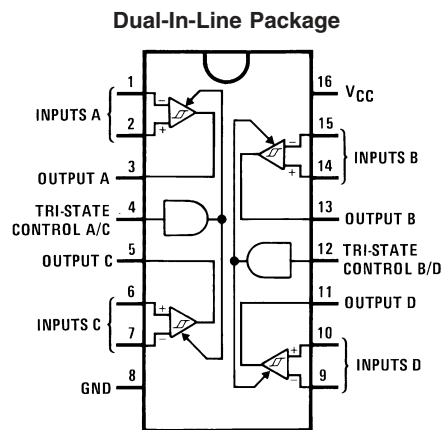 Dual-In-Line Package
1
INPUTS A
2
OUTPUT A
3
TRI-STATE
CONTROL A/C
4
OUTPUT C
5
6
INPUTS C
7
GND
8
16
VCC
15
INPUTS B
14
13
OUTPUT B
12
TRI-STATE
CONTROL B/D
11
OUTPUT D
10
INPUTS D
9
−
+
+
−
−
+
+
−